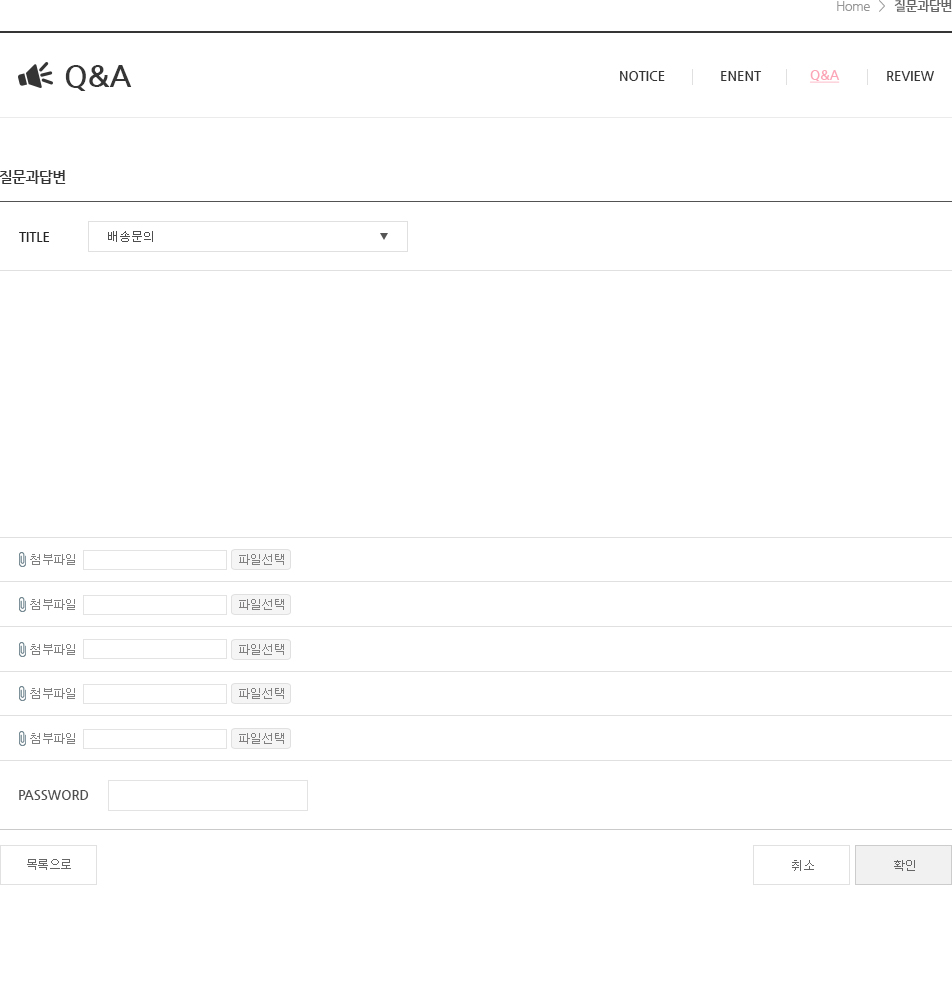 Home > 질문과답변
Q&A
NOTICE ENENT Q&A REVIEW
질문과답변
TITLE 배송문의
첨부파일 파일선택
첨부파일 파일선택
첨부파일 파일선택
첨부파일 파일선택
첨부파일 파일선택
PASSWORD
목록으로 취소 확인